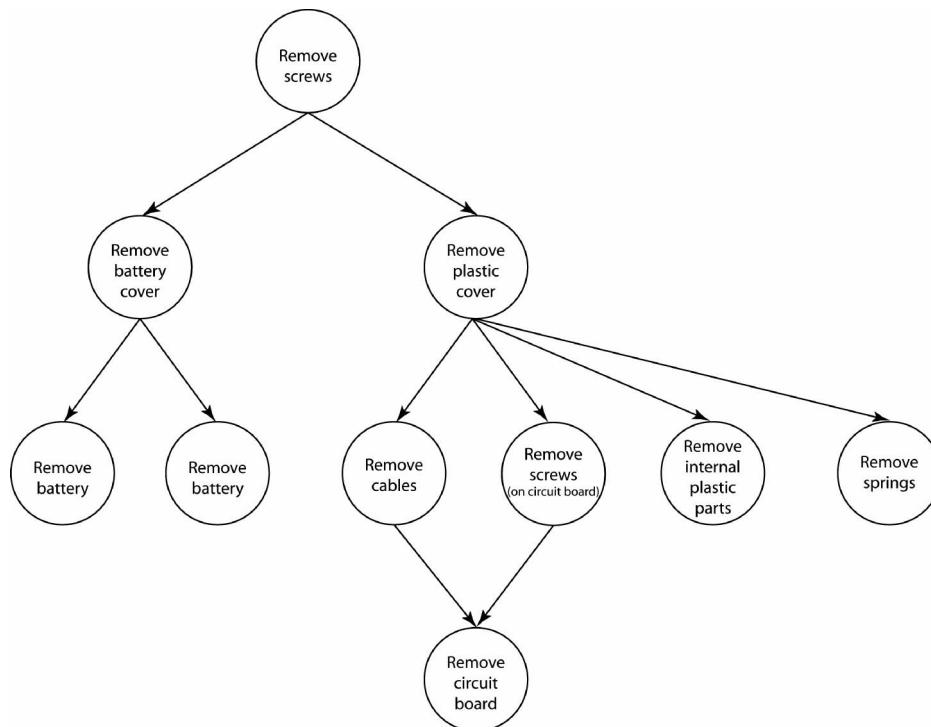 Remove
screws
Remove
battery
cover
Remove
plastic
cover
Remove
battery
Remove
battery
Remove
cables
Remove
screws
(on circuit board)
Remove
internal
plastic
parts
Remove
springs
Remove
circuit
board